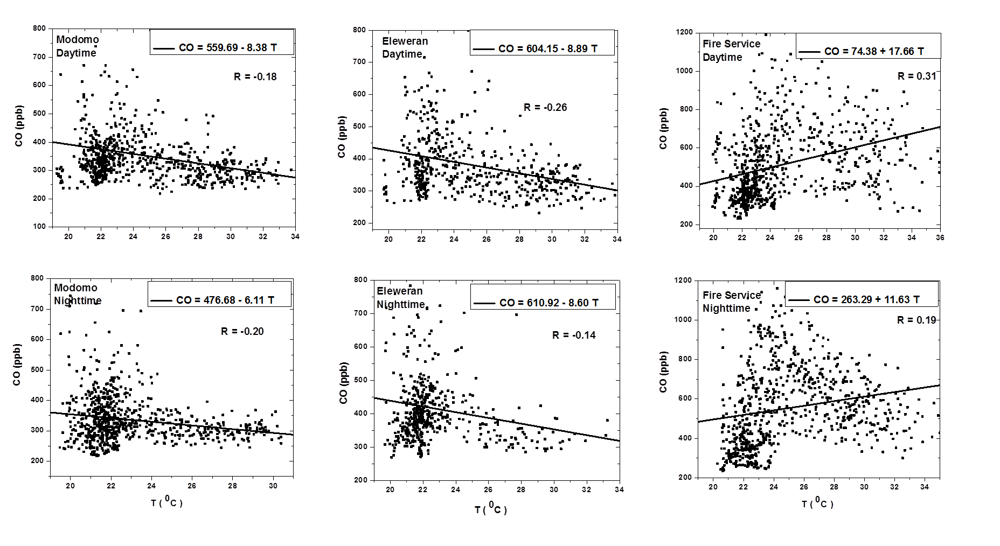 Modomo
Daytime
CO = 559.69 - 8.38 T
R = -0.18
CO (ppb)
800
700
600
500
400
300
200
100
20 22 24 26 28 30 32 34
Eleweran
Daytime
CO = 604.15 - 8.89 T
R = -0.26
CO (ppb)
800
700
600
500
400
300
200
20 22 24 26 28 30 32 34
Fire Service
Daytime
CO = 74.38 + 17.66 T
R = 0.31
CO (ppb)
1200
1000
800
600
400
200
20 22 24 26 28 30 32 34 36
Modomo
Nighttime
CO = 476.68 - 6.11 T
R = -0.20
CO (ppb)
800
700
600
500
400
300
200
20 22 24 26 28 30
T ( 0C )
Eleweran
Nighttime
CO = 610.92 - 8.60 T
R = -0.14
CO (ppb)
800
700
600
500
400
300
200
20 22 24 26 28 30 32 34
T ( 0C )
Fire Service
Nighttime
CO = 263.29 + 11.63 T
R = 0.19
CO (ppb)
1200
1000
800
600
400
200
20 22 24 26 28 30 32 34
T ( 0C )